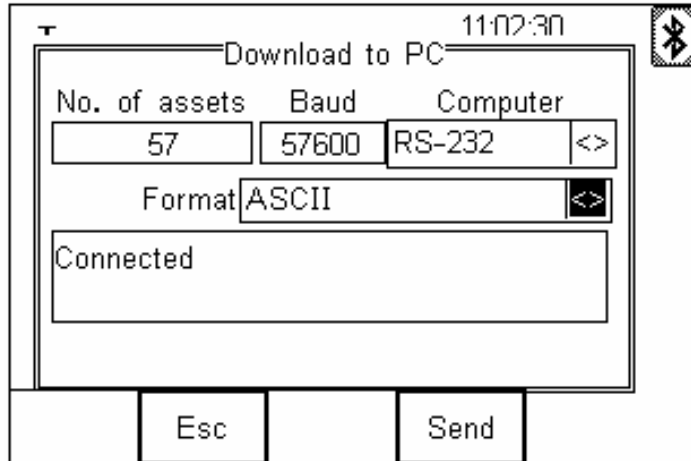 11:02:30
Download to PC
No. of assets Baud Computer
57 57600 RS-232 <>
Format ASCII <>
Connected
Esc Send